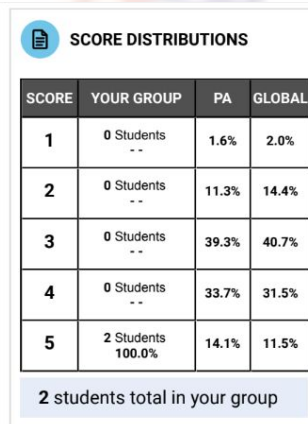 SCORE DISTRIBUTIONS
SCORE YOUR GROUP PA GLOBAL
1 0 Students -- 1.6% 2.0%
2 0 Students -- 11.3% 14.4%
3 0 Students -- 39.3% 40.7%
4 0 Students -- 33.7% 31.5%
5 2 Students 100.0% 14.1% 11.5%
2 students total in your group